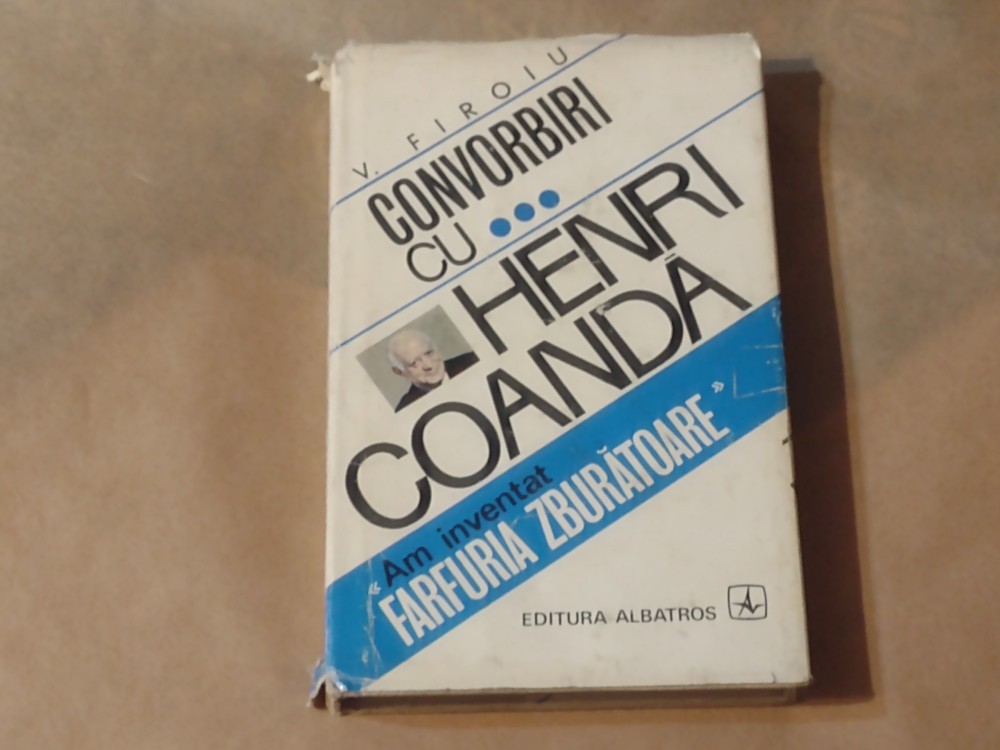 V. FIROIU
CONVORBIRI
CU...
HENRI
COANDĂ
«Am inventat
FARFURIA ZBURĂTOARE»
EDITURA ALBATROS